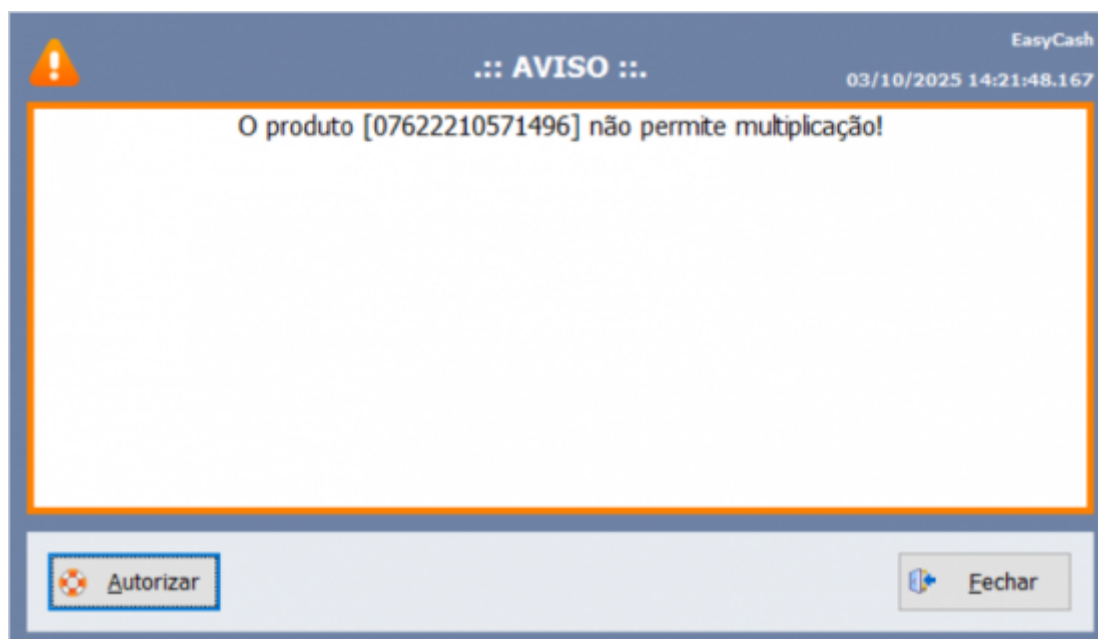 EasyCash
.:: AVISO ::.
03/10/2025 14:21:48.167
O produto [07622210571496] não permite multiplicação!
Autorizar
Fechar